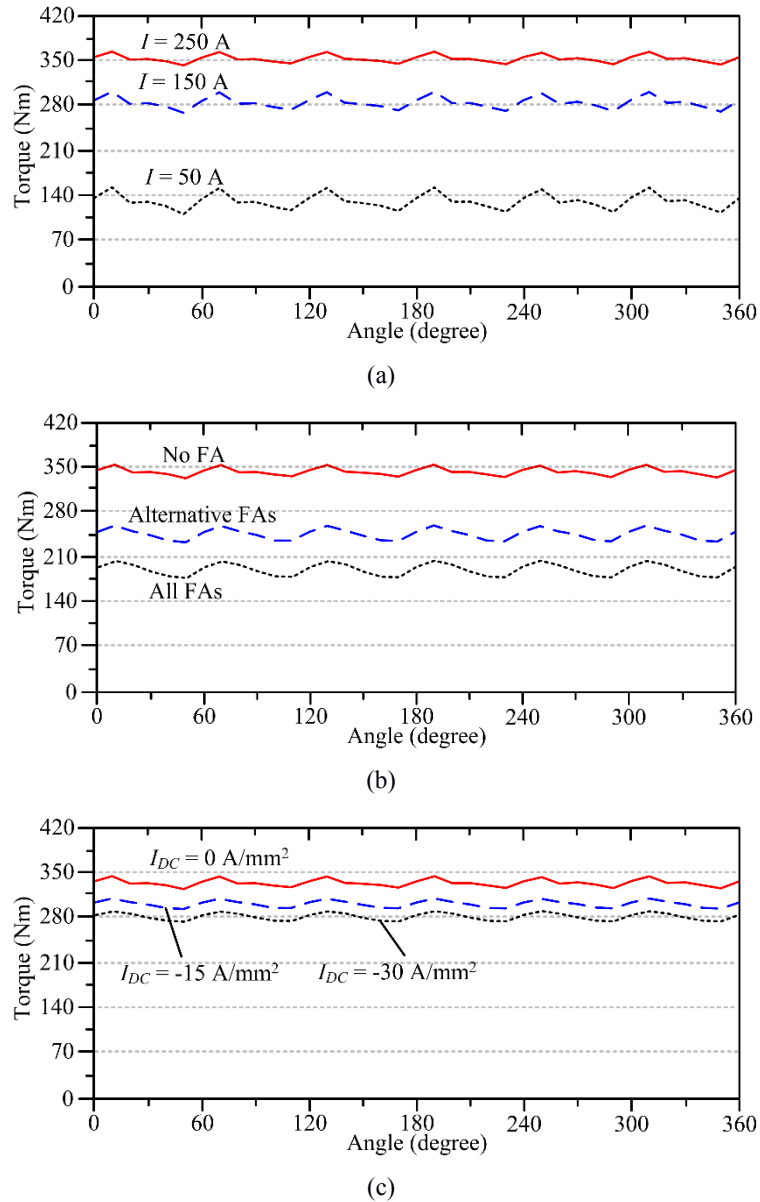 420
350
280
210
140
70
0
Torque (Nm)
I = 250 A
I = 150 A
I = 50 A
0 60 120 180 240 300 360
Angle (degree)
(a)
420
350
280
210
140
70
0
Torque (Nm)
No FA
Alternative FAs
All FAs
0 60 120 180 240 300 360
Angle (degree)
(b)
420
350
280
210
140
70
0
Torque (Nm)
I_DC = 0 A/mm²
I_DC = -15 A/mm²
I_DC = -30 A/mm²
0 60 120 180 240 300 360
Angle (degree)
(c)